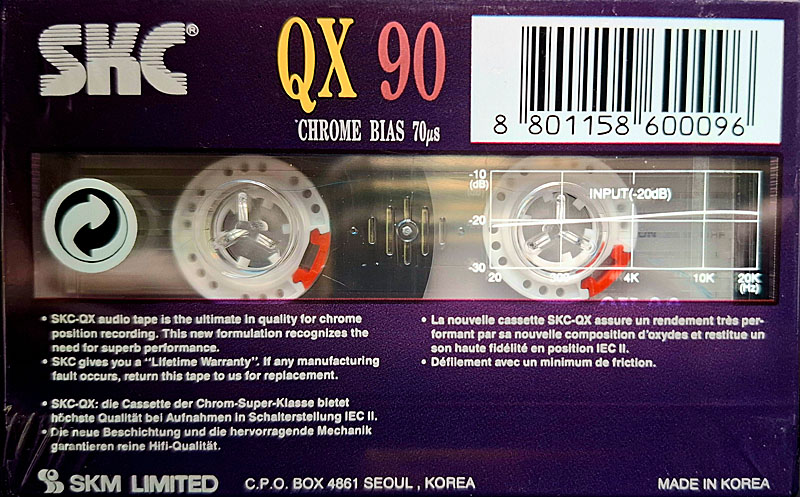 SKC®
QX 90
CHROME BIAS 70µs
8 801158 600096
-10
(dB)
INPUT(-20dB)
-20
-30
20 300 4K 10K 20K
(Hz)
• SKC-QX audio tape is the ultimate in quality for chrome
position recording. This new formulation recognizes the
need for superb performance.
• SKC gives you a "Lifetime Warranty". If any manufacturing
fault occurs, return this tape to us for replacement.
• SKC-QX: die Cassette der Chrom-Super-Klasse bietet
höchste Qualität bei Aufnahmen in Schalterstellung IEC II.
• Die neue Beschichtung und die hervorragende Mechanik
garantieren reine Hifi-Qualität.
• La nouvelle cassette SKC-QX assure un rendement très per-
formant par sa nouvelle composition d'oxydes et restitue un
son haute fidélité en position IEC II.
• Défilement avec un minimum de friction.
SKM LIMITED C.P.O. BOX 4861 SEOUL , KOREA MADE IN KOREA